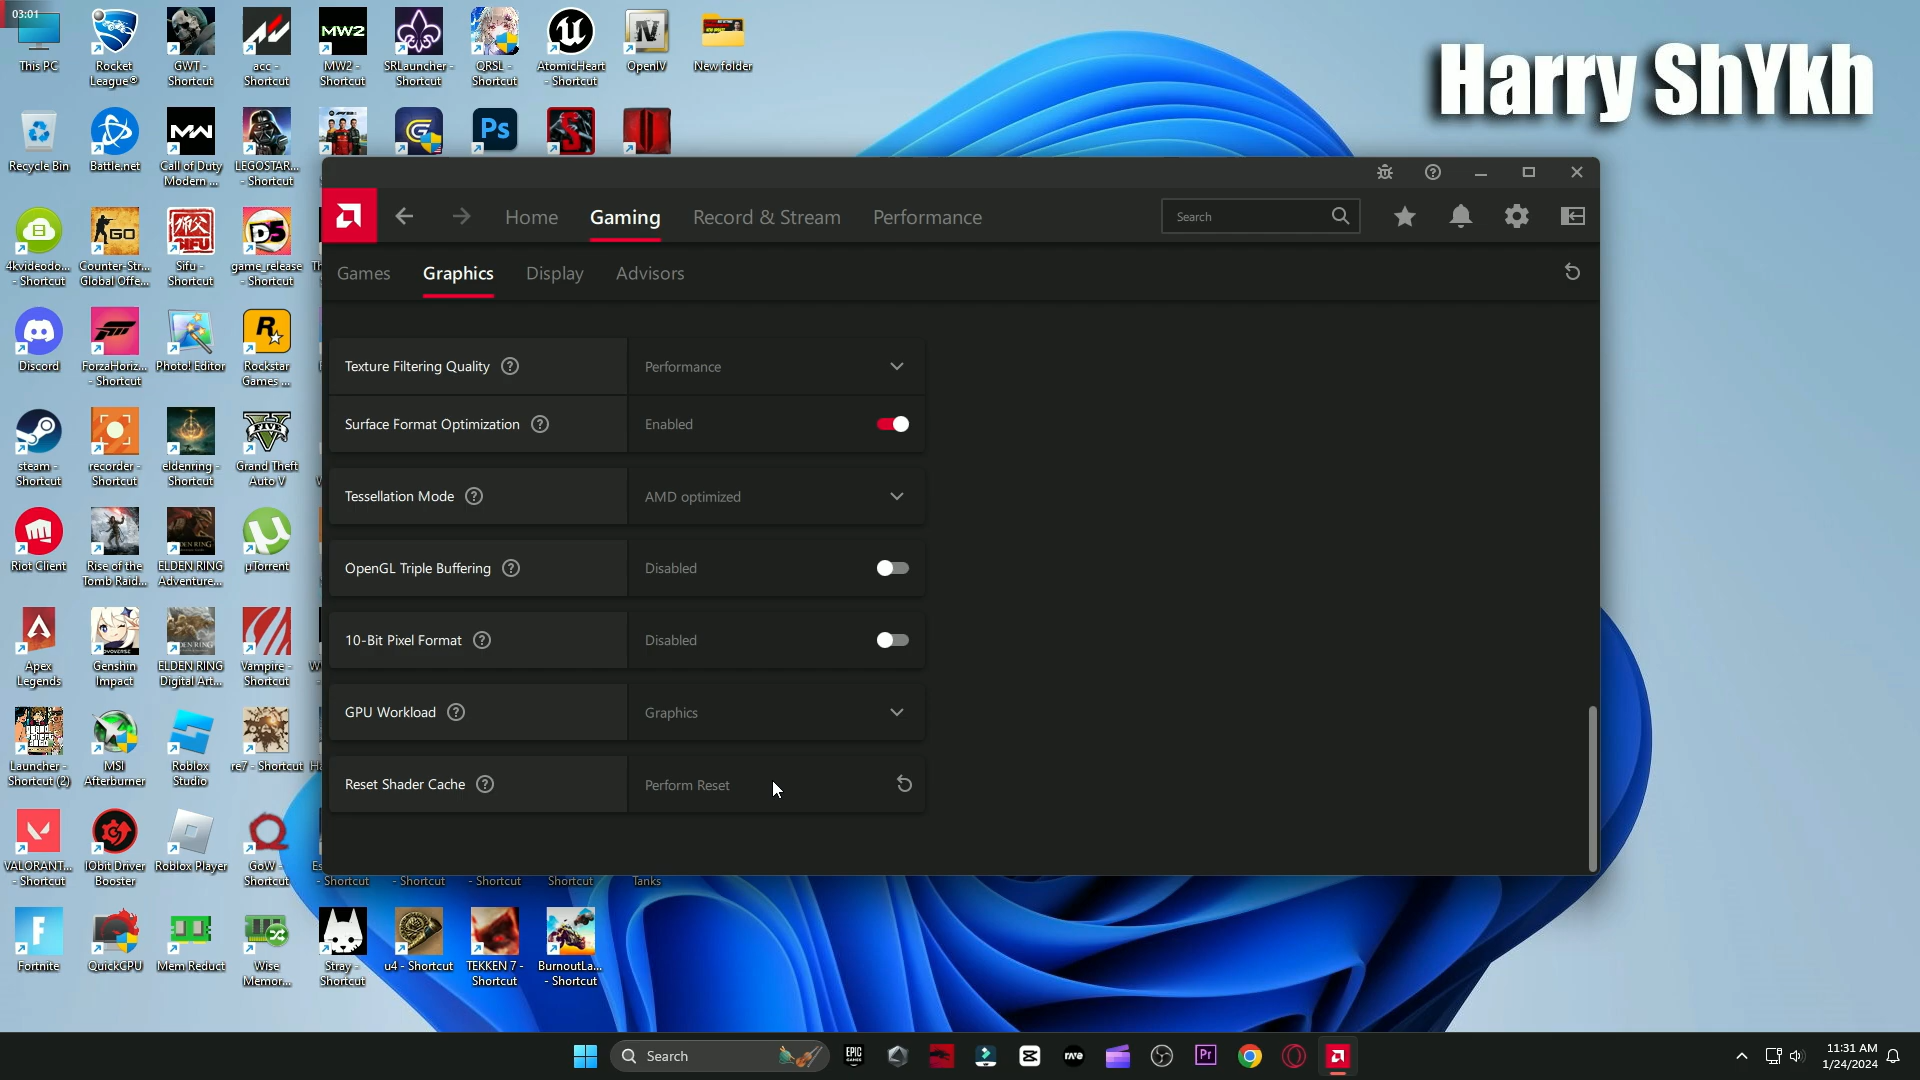 03:01
Harry ShYkh
This PC
Rocket
League®
GWT -
Shortcut
acc -
Shortcut
MW2
MW2 -
Shortcut
SRLauncher -
Shortcut
QRSL -
Shortcut
AtomicHeart
- Shortcut
IV
OpenIV
New folder
Recycle Bin
Battle.net
Call of Duty
Modern ...
LEGOSTAR...
- Shortcut
Ps
4kvideodo...
- Shortcut
GO
Counter-Str...
Global Offe...
Sifu -
Shortcut
D5
game_release
- Shortcut
Discord
ForzaHoriz...
- Shortcut
Photo! Editor
Rockstar
Games ...
steam -
Shortcut
recorder -
Shortcut
eldenring -
Shortcut
Grand Theft
Auto V
Riot Client
Rise of the
Tomb Raid...
ELDEN RING
Adventure...
µTorrent
Apex
Legends
Genshin
Impact
ELDEN RING
Digital Art...
Vampire -
Shortcut
Launcher -
Shortcut (2)
MSI
Afterburner
Roblox
Studio
re7 - Shortcut
VALORANT...
- Shortcut
IObit Driver
Booster
Roblox Player
GoW -
Shortcut
- Shortcut
- Shortcut
- Shortcut
Shortcut
Tanks
Fortnite
QuickCPU
Mem Reduct
Wise
Memor...
Stray -
Shortcut
u4 - Shortcut
TEKKEN 7 -
Shortcut
BurnoutLa...
- Shortcut
Home
Gaming
Record & Stream
Performance
Search
Games
Graphics
Display
Advisors
Texture Filtering Quality
Performance
Surface Format Optimization
Enabled
Tessellation Mode
AMD optimized
OpenGL Triple Buffering
Disabled
10-Bit Pixel Format
Disabled
GPU Workload
Graphics
Reset Shader Cache
Perform Reset
Search
EPIC
GAMES
Pr
11:31 AM
1/24/2024